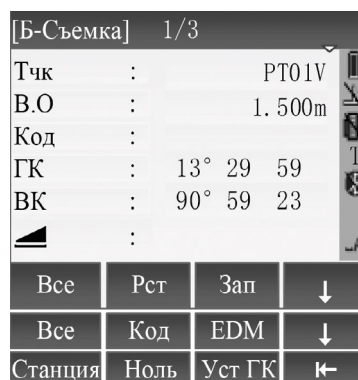 [Б-Съемка] 1/3
Тчк : PT01V
В.О : 1.500m
Код :
ГК : 13° 29 59
ВК : 90° 59 23
:
Все Рст Зап ↓
Все Код EDM ↓
Станция Ноль Уст ГК